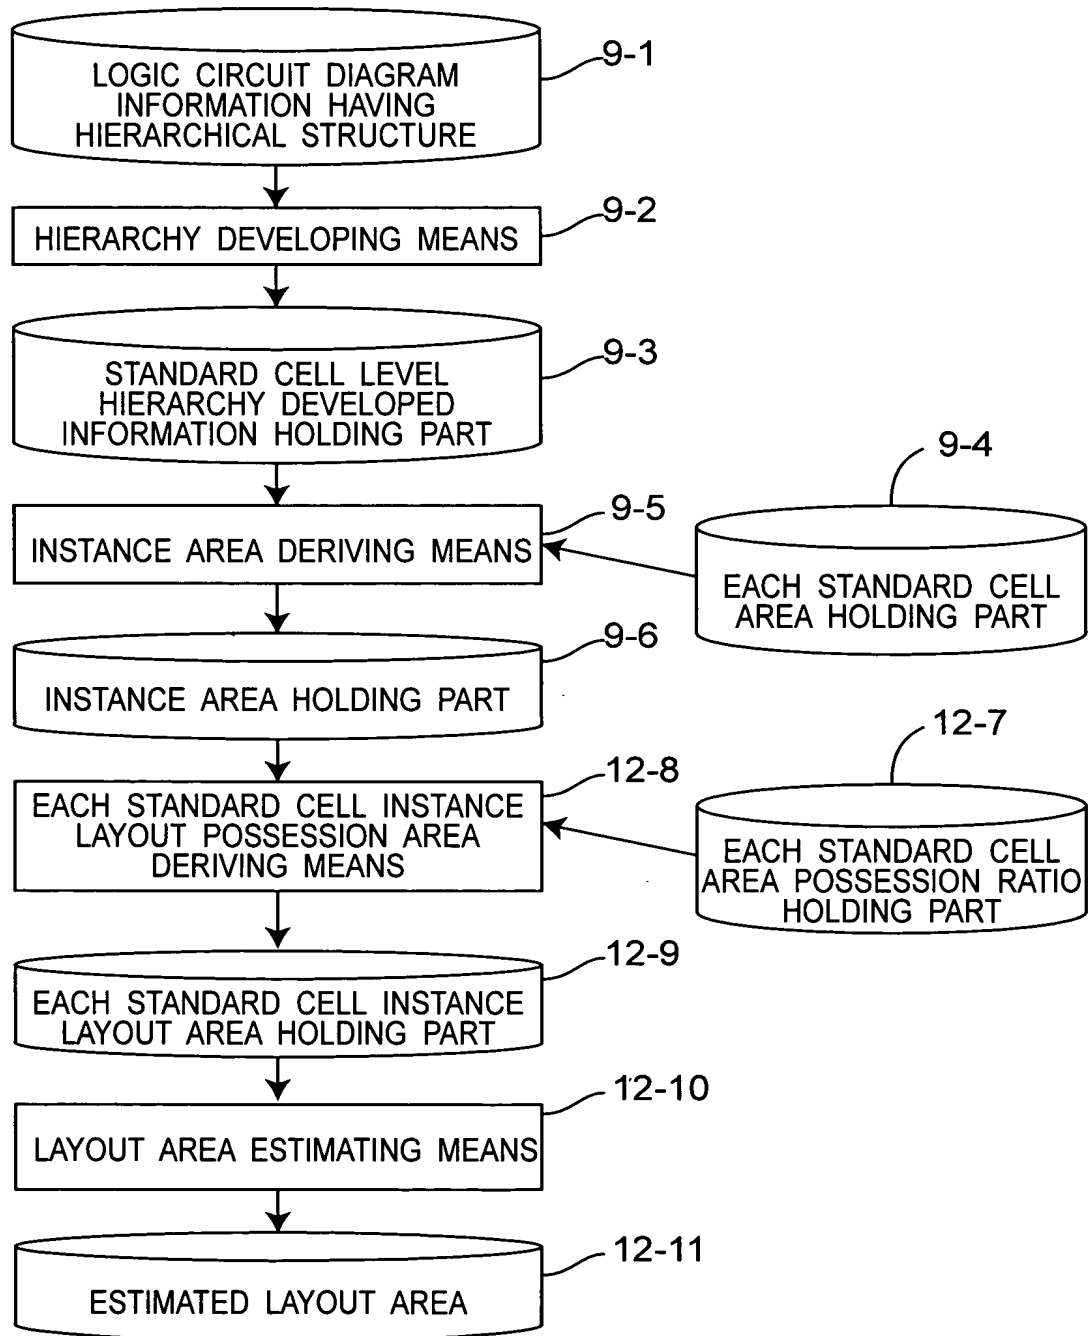 9-1
LOGIC CIRCUIT DIAGRAM
INFORMATION HAVING
HIERARCHICAL STRUCTURE
9-2
HIERARCHY DEVELOPING MEANS
9-3
STANDARD CELL LEVEL
HIERARCHY DEVELOPED
INFORMATION HOLDING PART
9-4
EACH STANDARD CELL
AREA HOLDING PART
9-5
INSTANCE AREA DERIVING MEANS
9-6
INSTANCE AREA HOLDING PART
12-7
EACH STANDARD CELL
AREA POSSESSION RATIO
HOLDING PART
12-8
EACH STANDARD CELL INSTANCE
LAYOUT POSSESSION AREA
DERIVING MEANS
12-9
EACH STANDARD CELL INSTANCE
LAYOUT AREA HOLDING PART
12-10
LAYOUT AREA ESTIMATING MEANS
12-11
ESTIMATED LAYOUT AREA